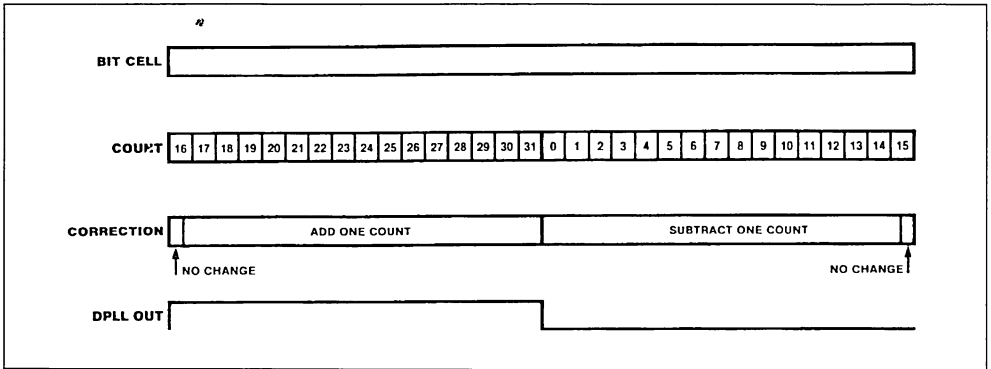 BIT CELL
COUNT 16 17 18 19 20 21 22 23 24 25 26 27 28 29 30 31 0 1 2 3 4 5 6 7 8 9 10 11 12 13 14 15
CORRECTION ADD ONE COUNT SUBTRACT ONE COUNT
NO CHANGE NO CHANGE
DPLL OUT